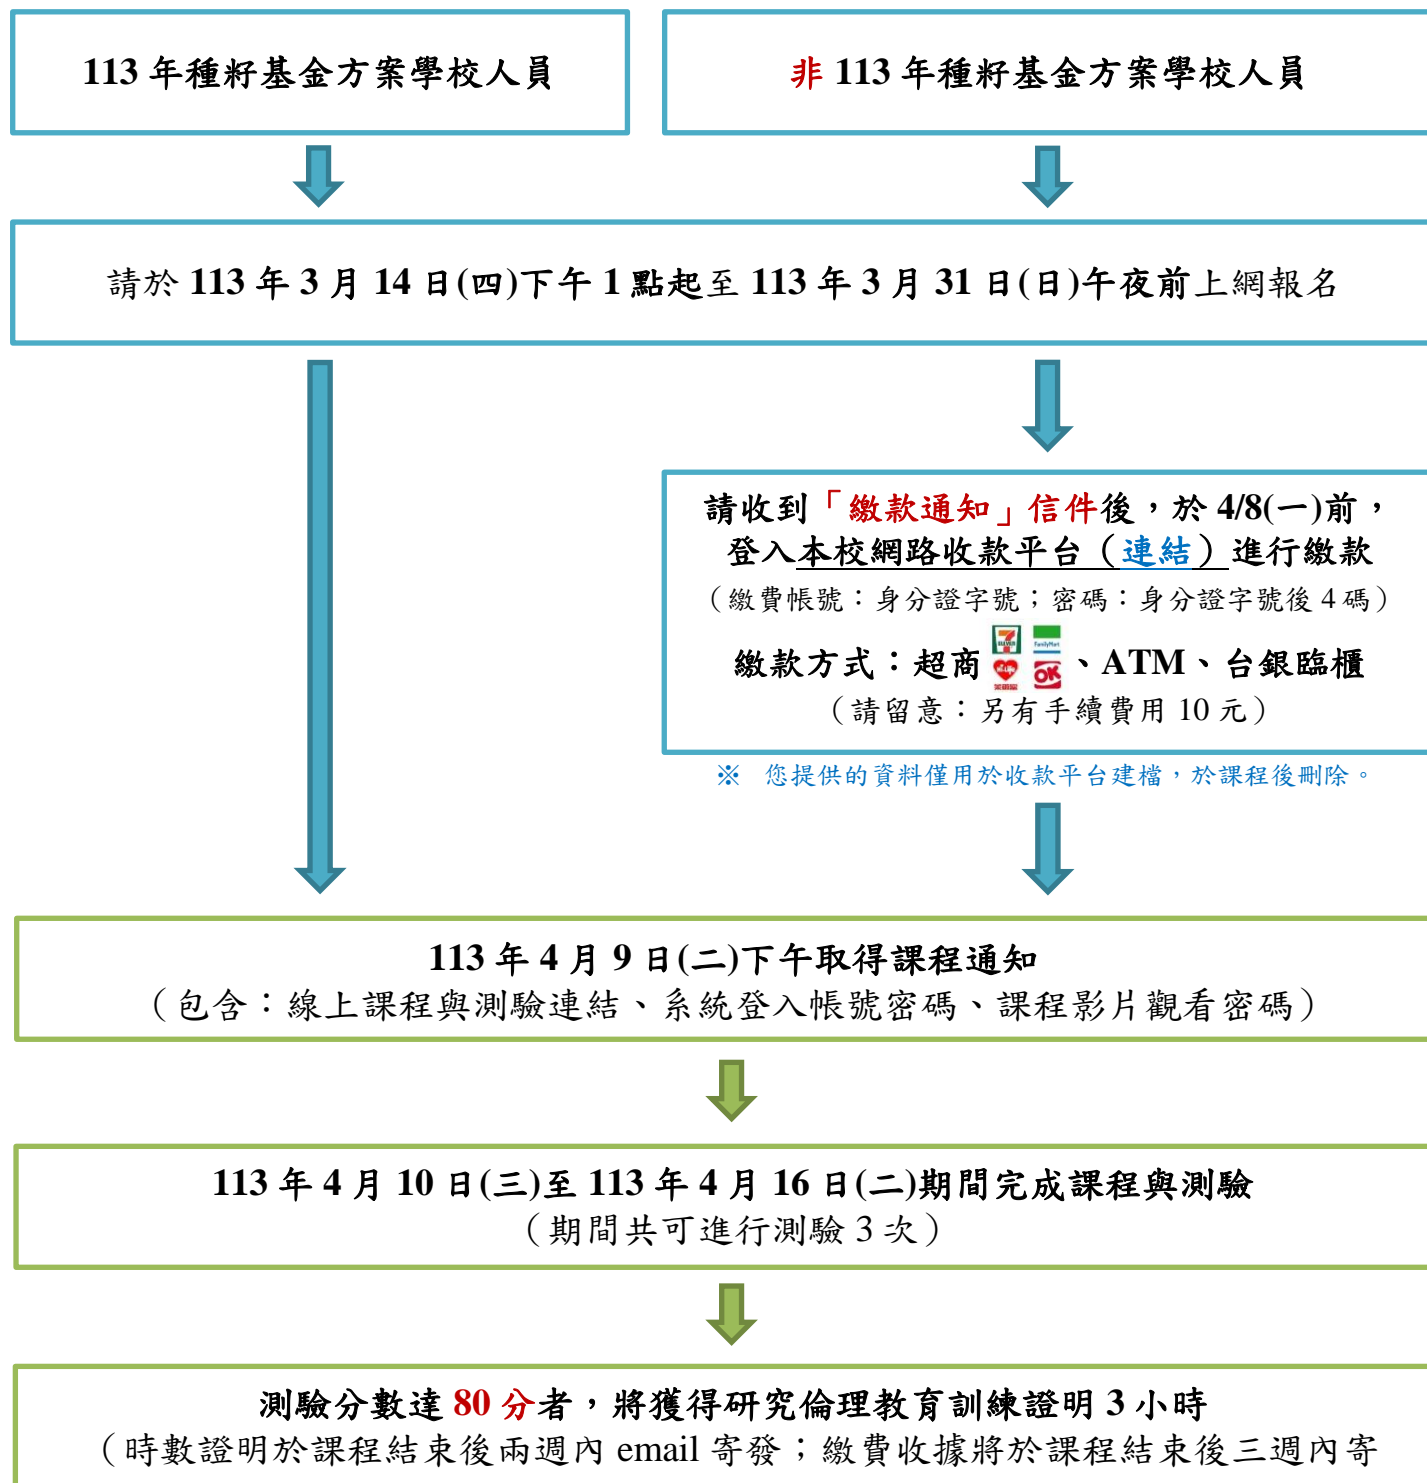 113 年種籽基金方案學校人員
非 113 年種籽基金方案學校人員
請於 113 年 3 月 14 日(四)下午 1 點起至 113 年 3 月 31 日(日)午夜前上網報名
請收到「繳款通知」信件後，於 4/8(一)前，
登入本校網路收款平台（連結）進行繳款
（繳費帳號：身分證字號；密碼：身分證字號後 4 碼）
繳款方式：超商 7 ELEVEN FamilyMart Hi-Life 萊爾富 OK 、ATM、台銀臨櫃
（請留意：另有手續費用 10 元）
※ 您提供的資料僅用於收款平台建檔，於課程後刪除。
113 年 4 月 9 日(二)下午取得課程通知
（包含：線上課程與測驗連結、系統登入帳號密碼、課程影片觀看密碼）
113 年 4 月 10 日(三)至 113 年 4 月 16 日(二)期間完成課程與測驗
（期間共可進行測驗 3 次）
測驗分數達 80 分者，將獲得研究倫理教育訓練證明 3 小時
（時數證明於課程結束後兩週內 email 寄發；繳費收據將於課程結束後三週內寄